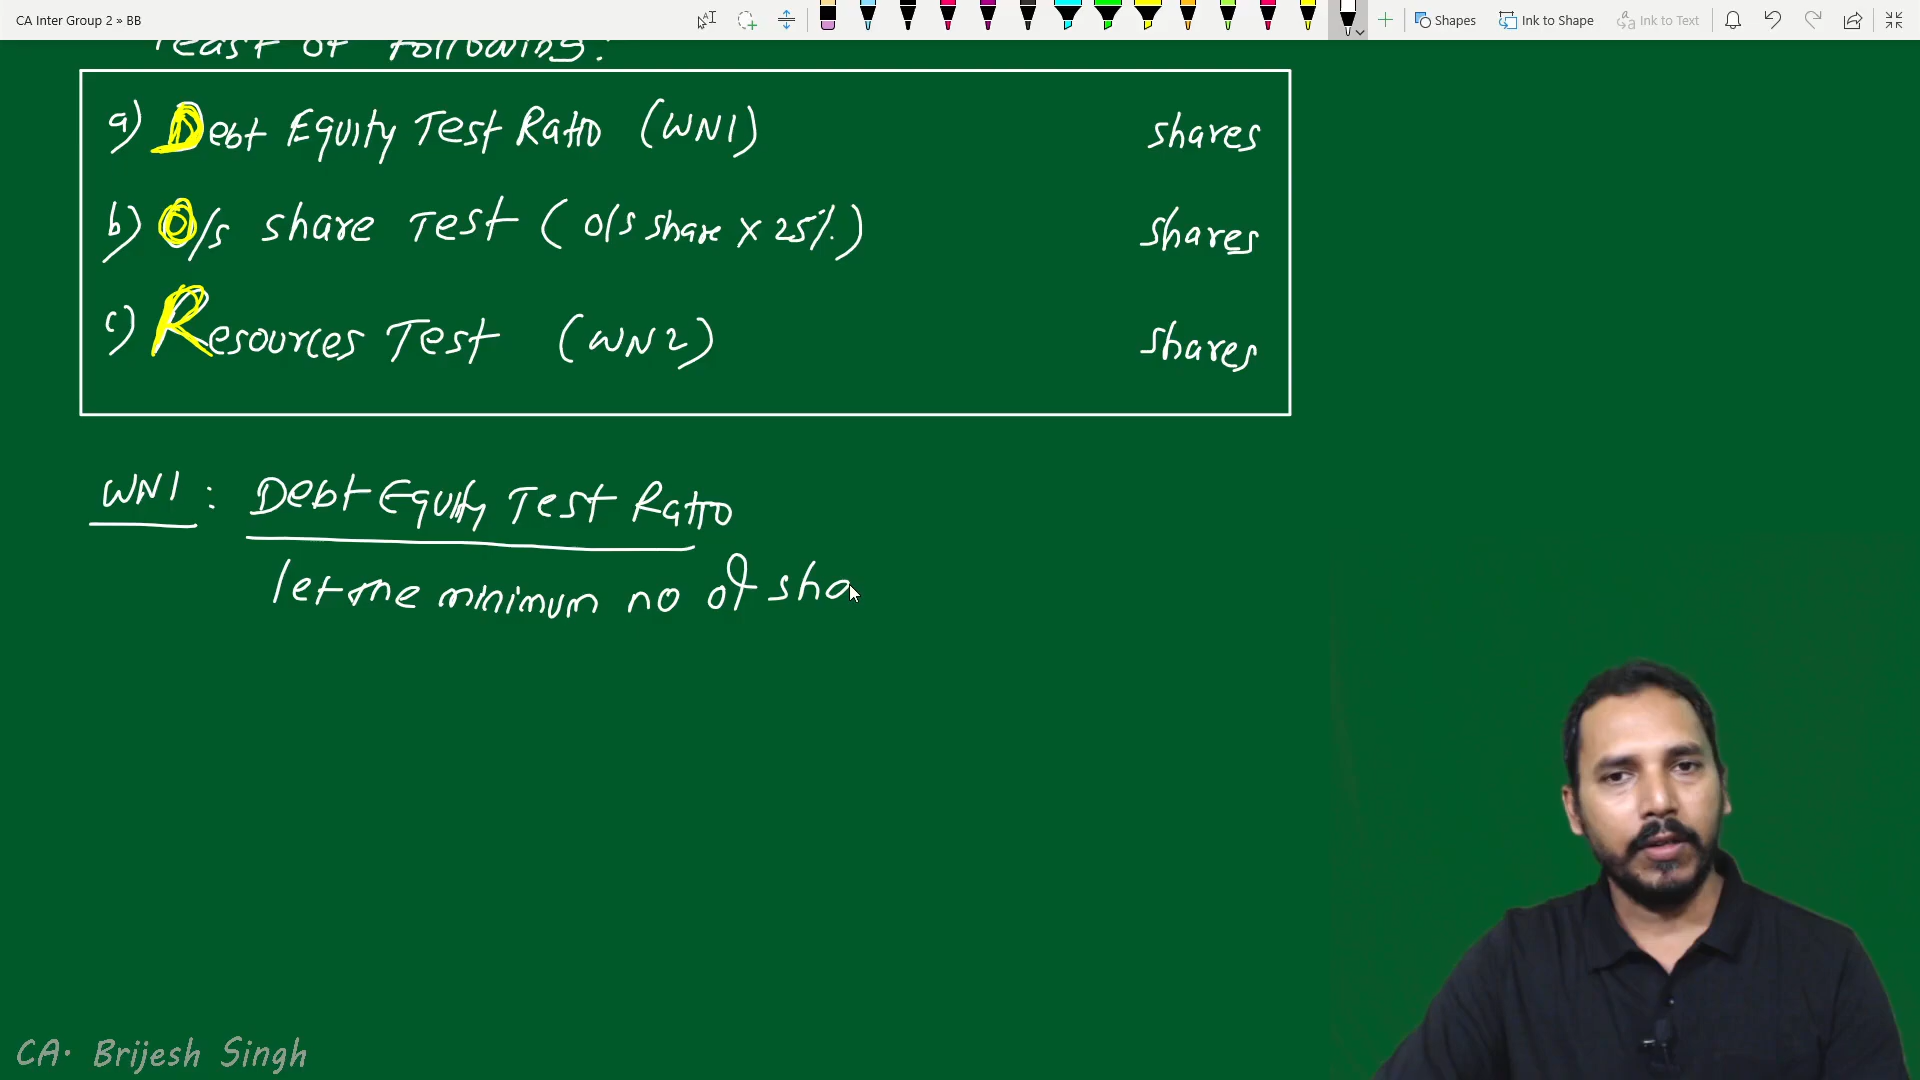 CA Inter Group 2 » BB
Shapes
Ink to Shape
Ink to Text
least of following:
a) Debt Equity Test Ratio (WN1) shares
b) O/s share Test (O/s share X 25%) shares
c) Resources Test (WN2) shares
WN1 : Debt Equity Test Ratio
let the minimum no of sha
CA. Brijesh Singh